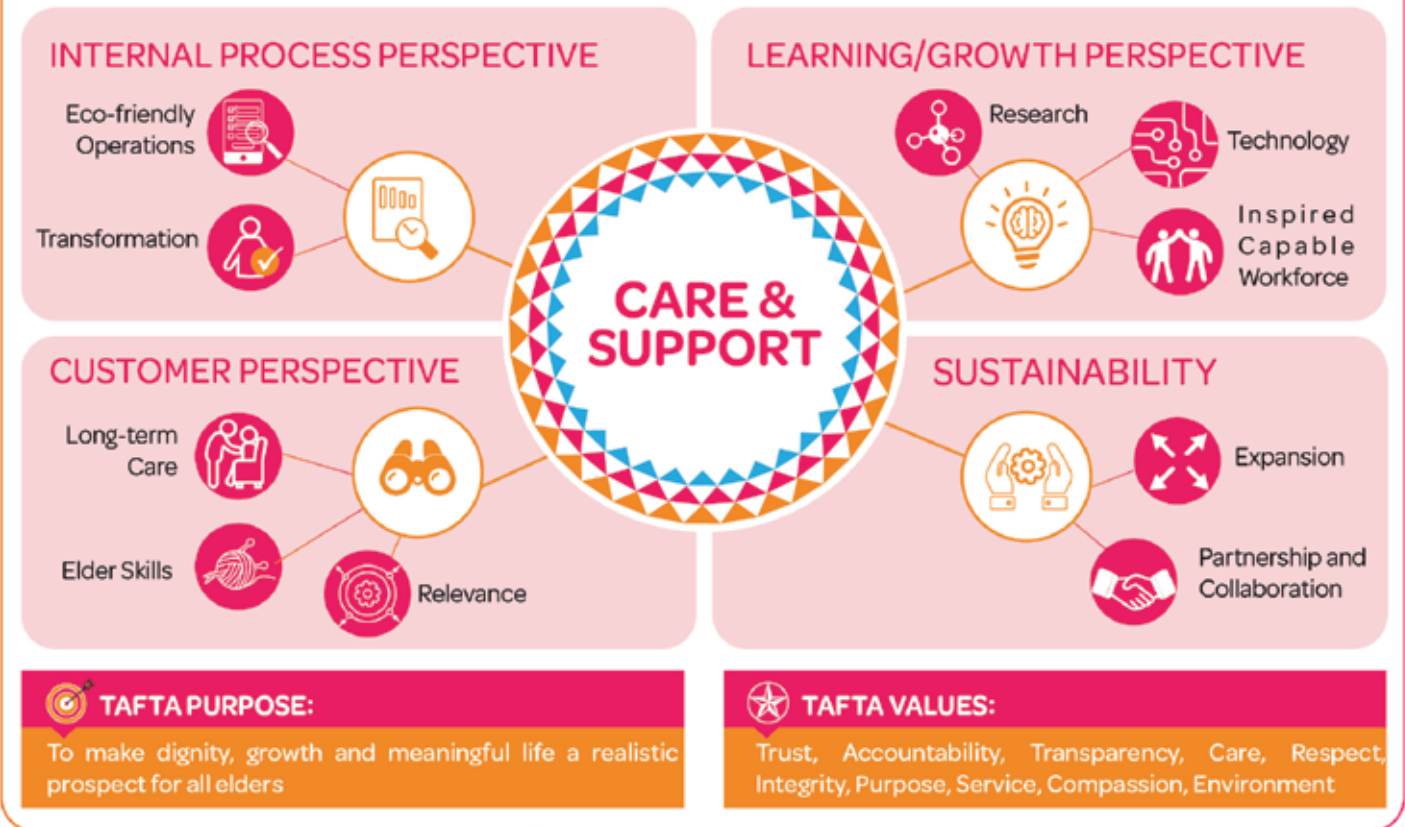 INTERNAL PROCESS PERSPECTIVE
Eco-friendly
Operations
Transformation
LEARNING/GROWTH PERSPECTIVE
Research
Technology
Inspired
Capable
Workforce
CARE &
SUPPORT
CUSTOMER PERSPECTIVE
Long-term
Care
Elder Skills
Relevance
SUSTAINABILITY
Expansion
Partnership and
Collaboration
TAFTA PURPOSE:
To make dignity, growth and meaningful life a realistic
prospect for all elders
TAFTA VALUES:
Trust, Accountability, Transparency, Care, Respect,
Integrity, Purpose, Service, Compassion, Environment